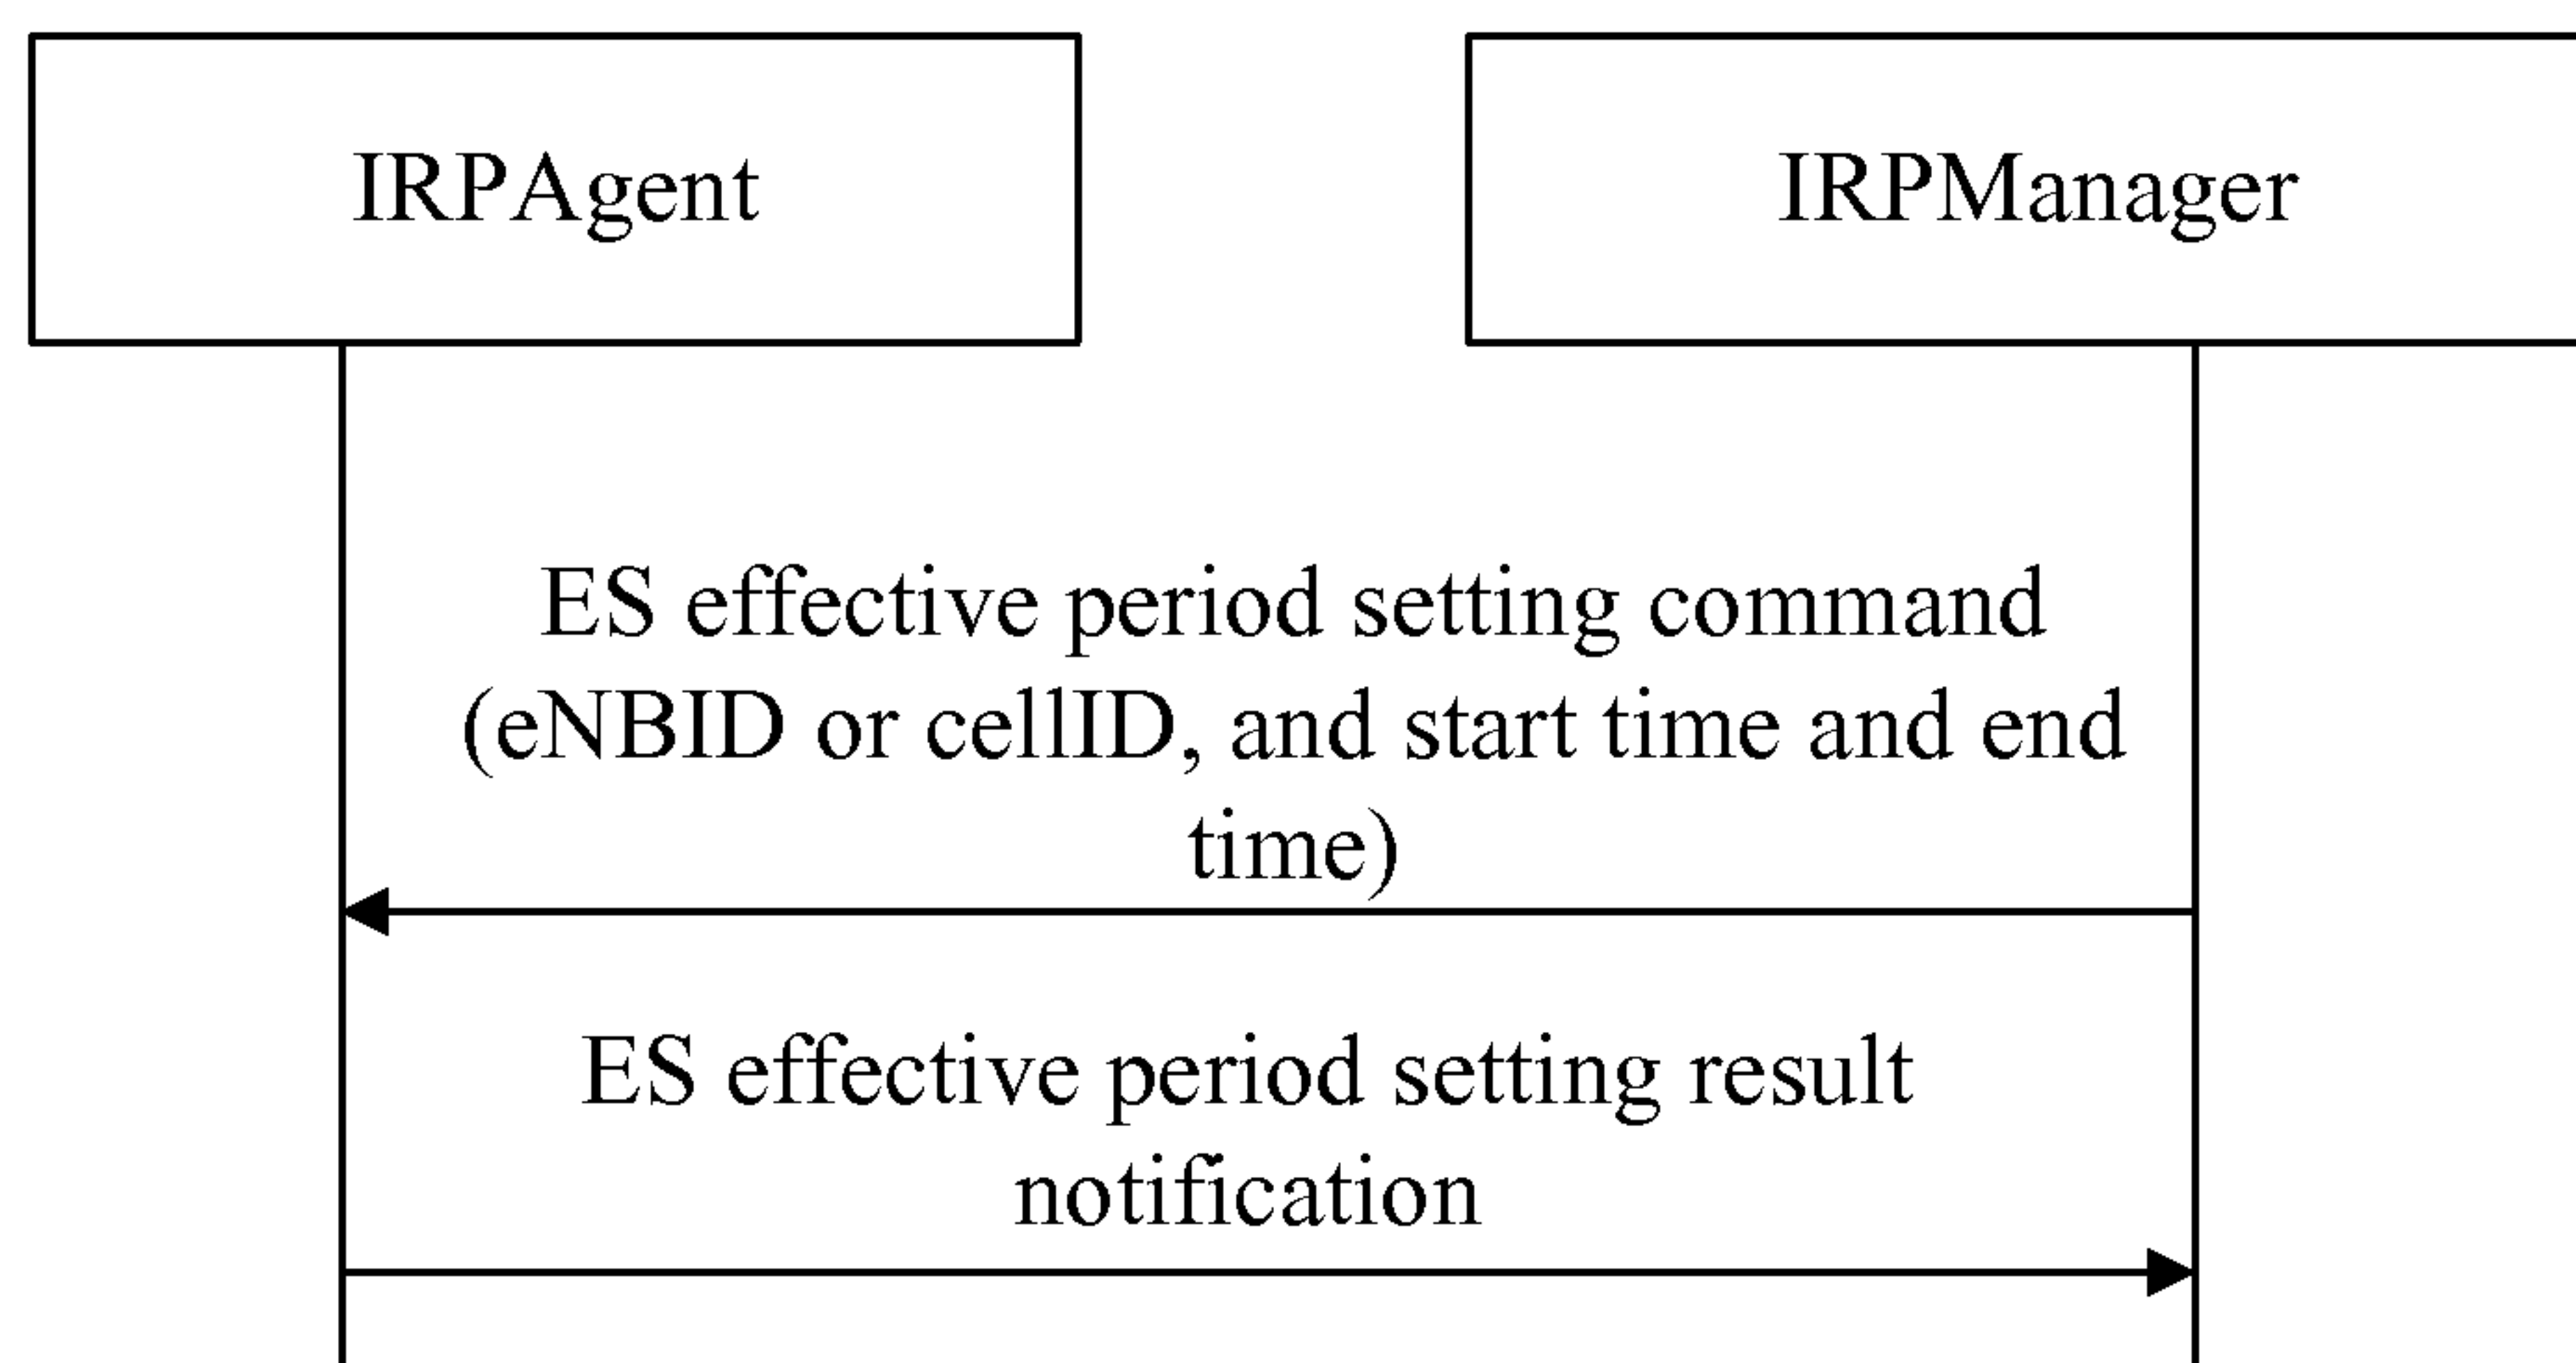 IRPAgent
IRPManager
ES effective period setting command
(eNBID or cellID, and start time and end
time)
ES effective period setting result
notification